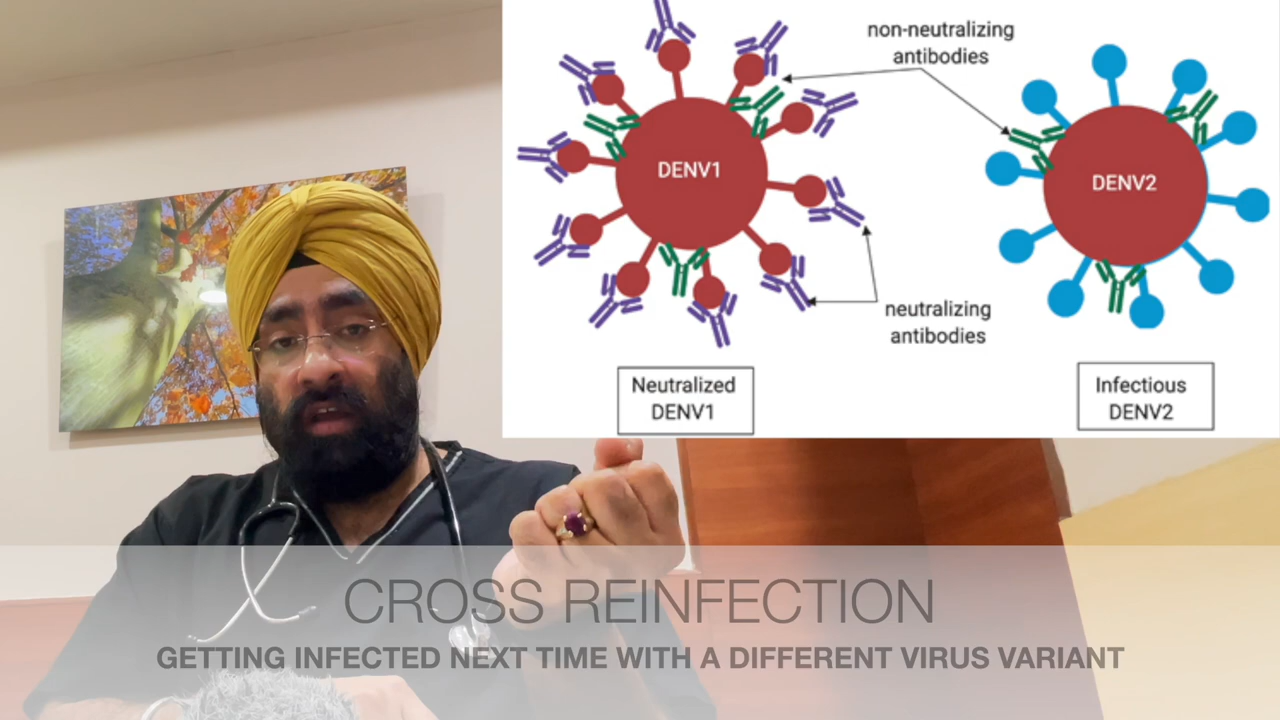 non-neutralizing
antibodies
DENV1
DENV2
neutralizing
antibodies
Neutralized
DENV1
Infectious
DENV2
CROSS REINFECTION
GETTING INFECTED NEXT TIME WITH A DIFFERENT VIRUS VARIANT